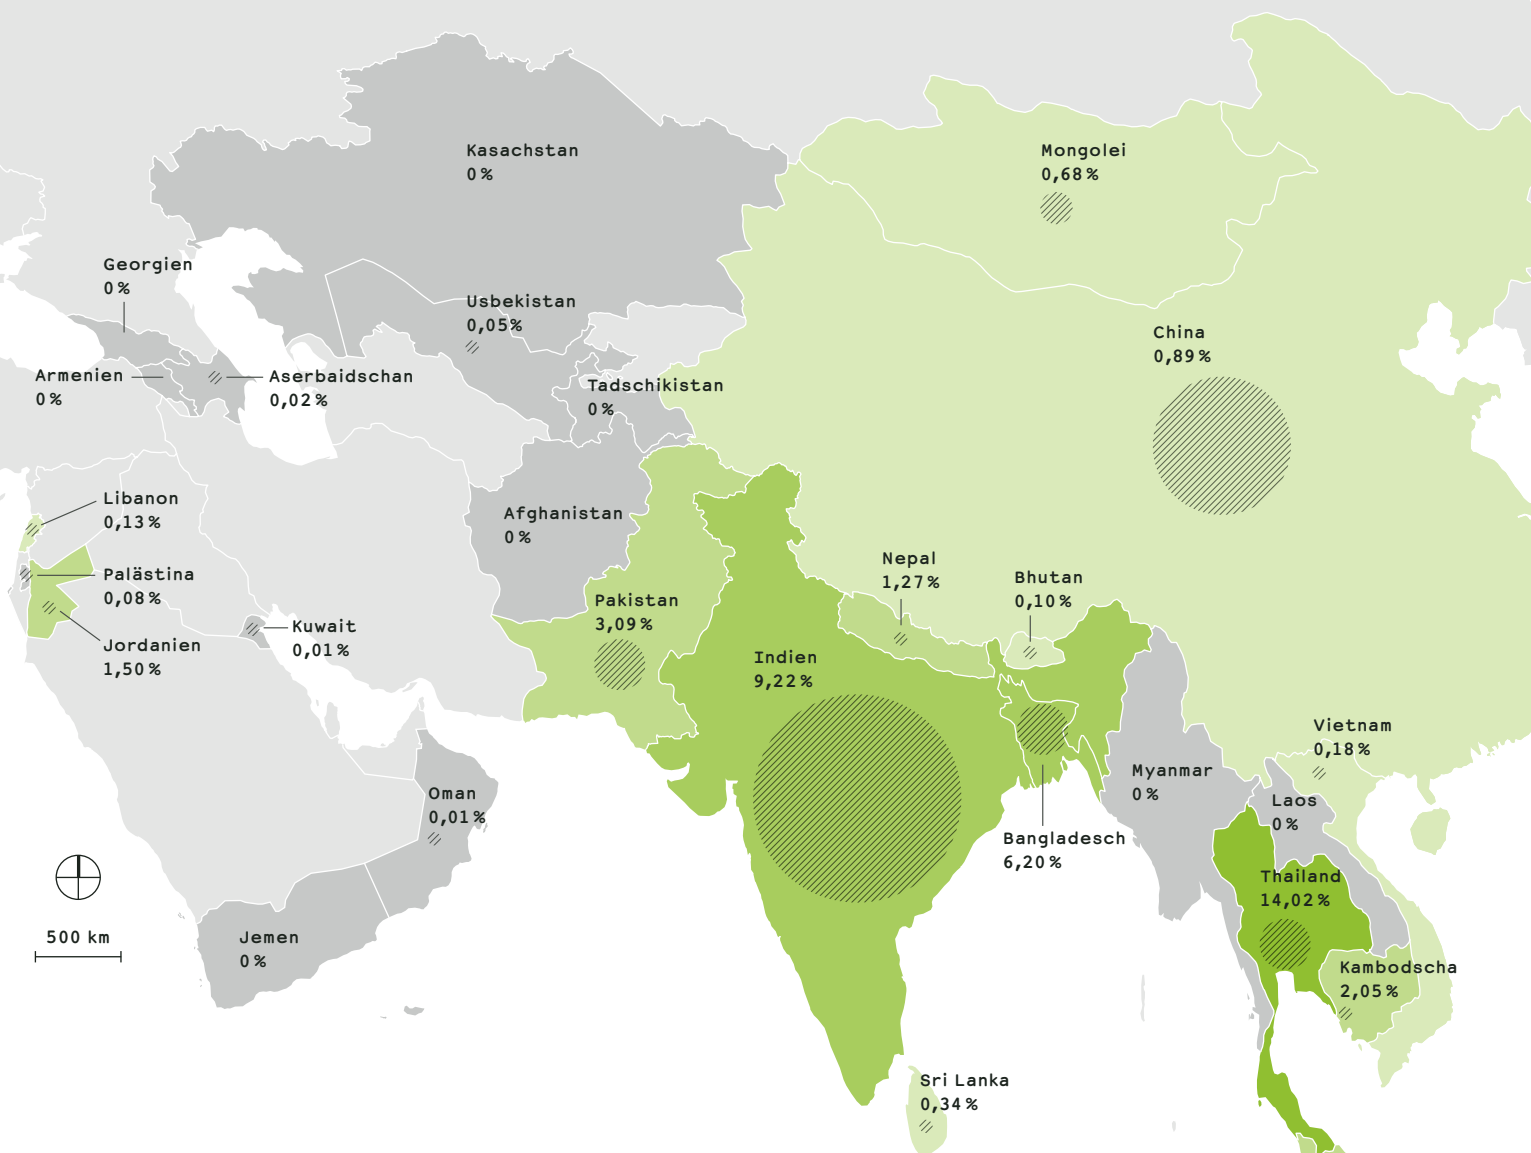 Kasachstan
0 %
Mongolei
0,68 %
Georgien
0 %
Usbekistan
0,05 %
China
0,89 %
Armenien
0 %
Aserbaidschan
0,02 %
Tadschikistan
0 %
Libanon
0,13 %
Afghanistan
0 %
Palästina
0,08 %
Nepal
1,27 %
Bhutan
0,10 %
Pakistan
3,09 %
Kuwait
0,01 %
Jordanien
1,50 %
Indien
9,22 %
Vietnam
0,18 %
Myanmar
0 %
Oman
0,01 %
Laos
0 %
Bangladesch
6,20 %
Thailand
14,02 %
500 km
Jemen
0 %
Kambodscha
2,05 %
Sri Lanka
0,34 %